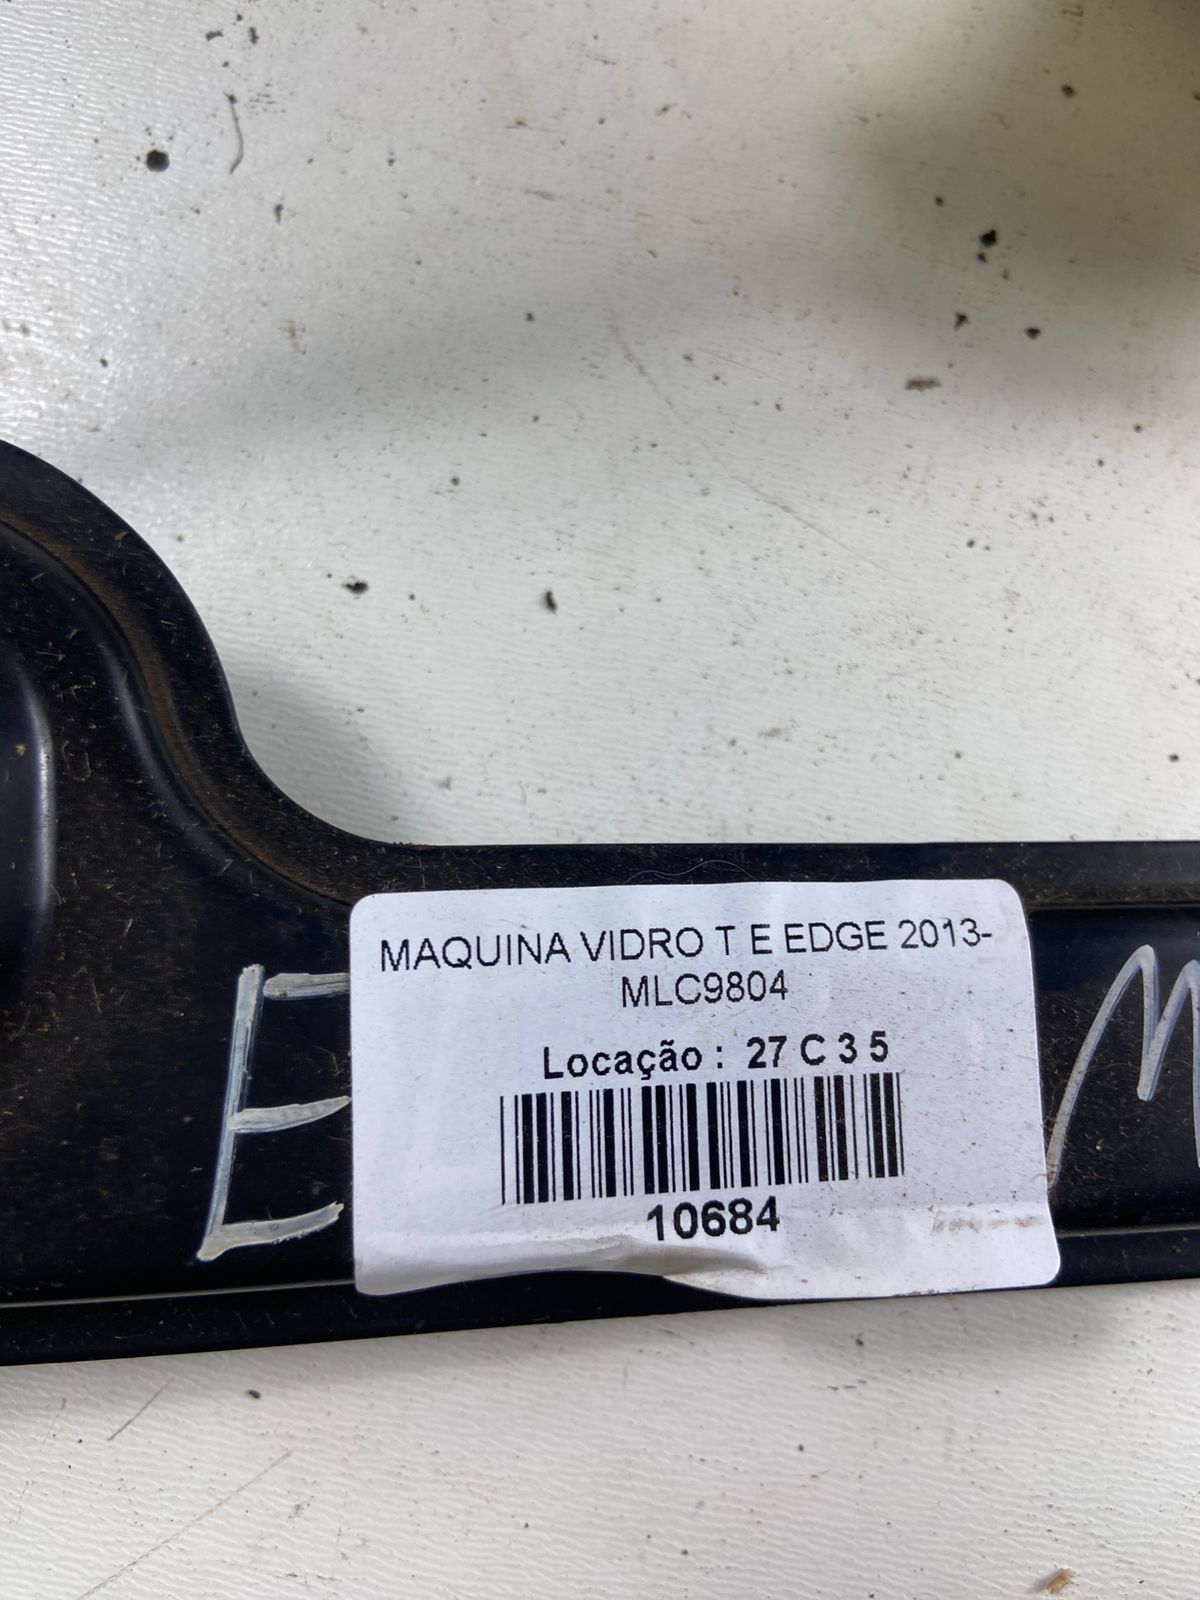 MAQUINA VIDRO T E EDGE 2013-
MLC9804
Locação : 27 C 3 5
10684
E
M